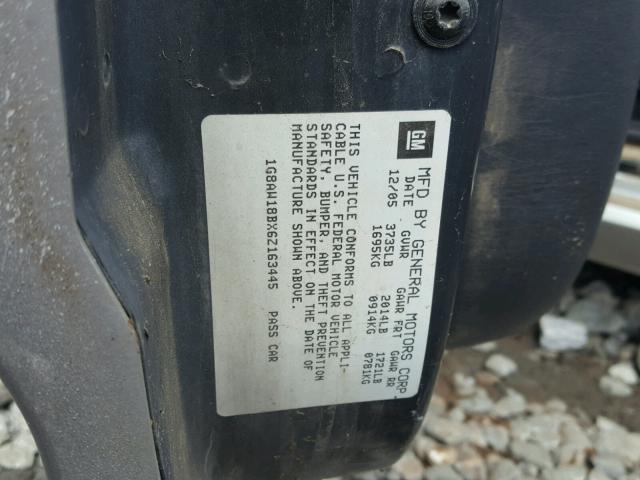 GM MFD BY GENERAL MOTORS CORP.
DATE GVWR GAWR FRT GAWR RR
12/05 3735LB 2014LB 1721LB
1695KG 0914KG 0781KG
THIS VEHICLE CONFORMS TO ALL APPLI-
CABLE U.S. FEDERAL MOTOR VEHICLE
SAFETY, BUMPER, AND THEFT PREVENTION
STANDARDS IN EFFECT ON THE DATE OF
MANUFACTURE SHOWN ABOVE.
1G8AW18BX6Z163445 PASS CAR